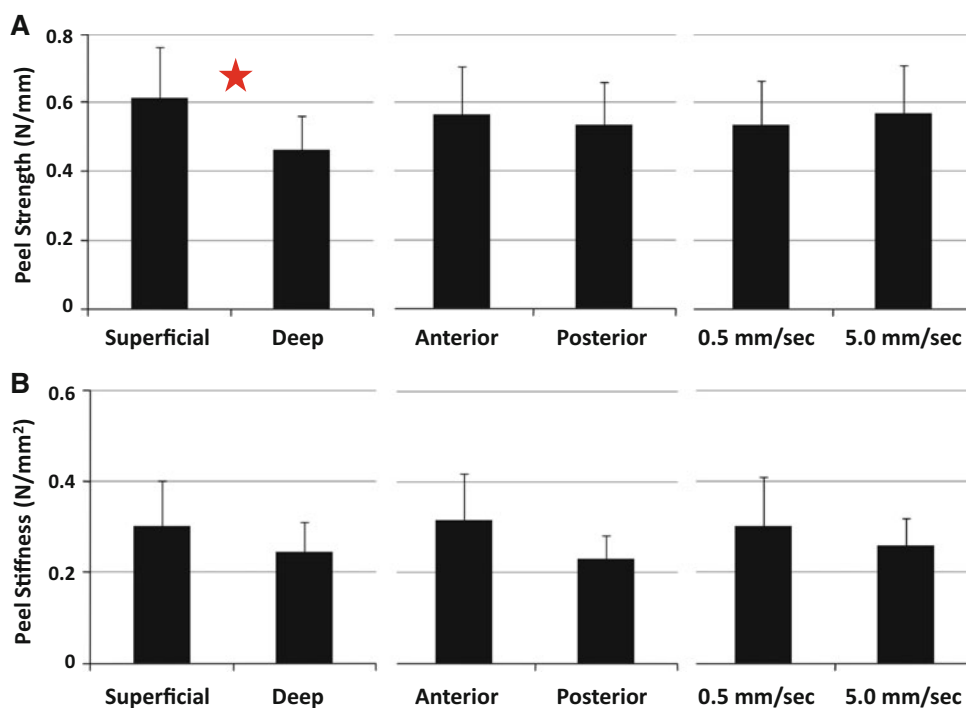 A
Peel Strength (N/mm)
0.8
0.6
0.4
0.2
0
Superficial Deep Anterior Posterior 0.5 mm/sec 5.0 mm/sec
B
Peel Stiffness (N/mm²)
0.6
0.4
0.2
0
Superficial Deep Anterior Posterior 0.5 mm/sec 5.0 mm/sec